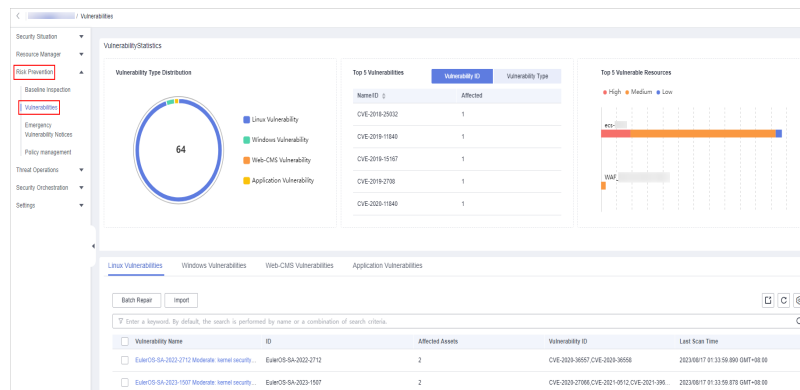 / Vulnerabilities
Security Situation
Resource Manager
Risk Prevention
Baseline Inspection
Vulnerabilities
Emergency
Vulnerability Notices
Policy management
Threat Operations
Security Orchestration
Settings
VulnerabilityStatistics
Vulnerability Type Distribution
64
Linux Vulnerability
Windows Vulnerability
Web-CMS Vulnerability
Application Vulnerability
Top 5 Vulnerabilities
Vulnerability ID Vulnerability Type
Name/ID Affected
CVE-2018-25032 1
CVE-2018-11840 1
CVE-2019-15167 1
CVE-2019-2708 1
CVE-2020-11840 1
Top 5 Vulnerable Resources
High Medium Low
ecs-
WAF_
Linux Vulnerabilities Windows Vulnerabilities Web-CMS Vulnerabilities Application Vulnerabilities
Batch Repair Import
Enter a keyword. By default, the search is performed by name or a combination of search criteria.
Vulnerability Name ID Affected Assets Vulnerability ID Last Scan Time
EulerOS-SA-2022-2712 Moderate: kernel security... EulerOS-SA-2022-2712 2 CVE-2020-36557,CVE-2020-36558 2023/08/17 01:33:59.890 GMT+08:00
EulerOS-SA-2023-1507 Moderate: kernel security... EulerOS-SA-2023-1507 2 CVE-2020-27068,CVE-2021-0512,CVE-2021-396... 2023/08/17 01:33:59.878 GMT+08:00